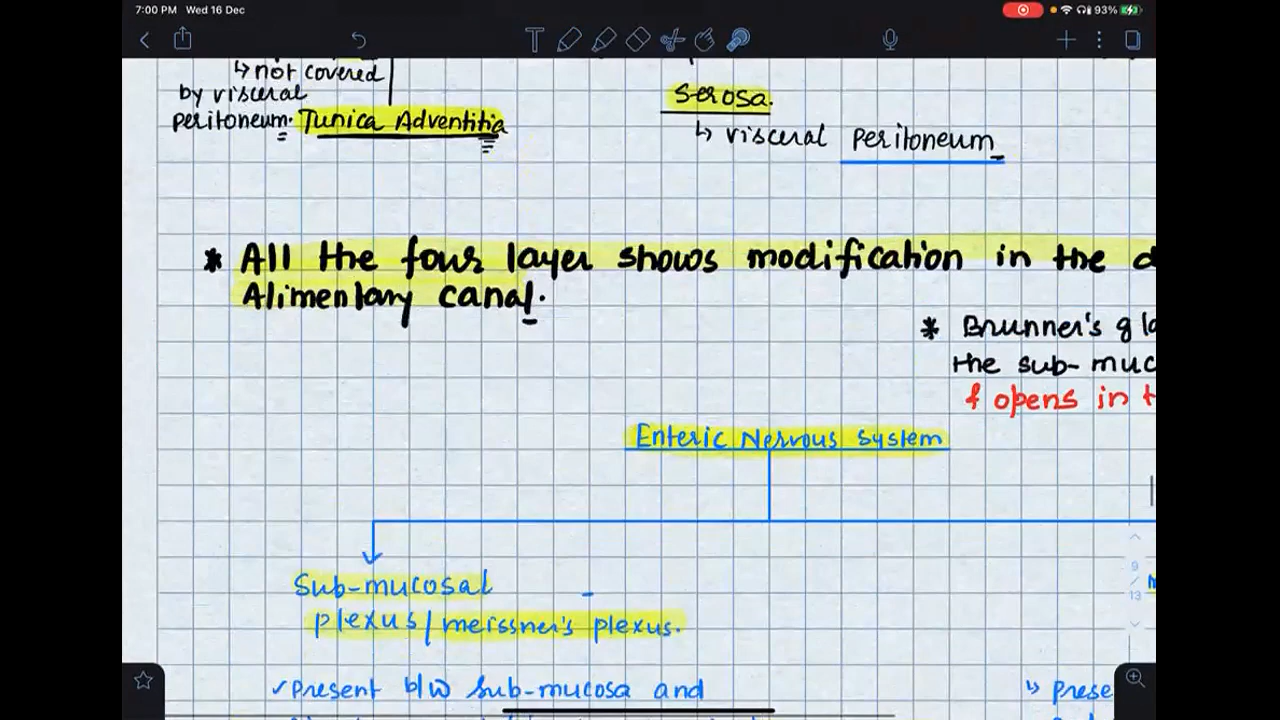 7:00 PM Wed 16 Dec
93%
↳ not covered
by visceral
peritoneum. Tunica Adventitia
Serosa.
↳ visceral peritoneum
* All the four layer shows modification in the
Alimentary canal.
* Brunner's
the sub-muc
& opens in
Enteric Nervous System
9
/
13
Sub-mucosal
plexus/meissner's plexus.
✓ Present b/w sub-mucosa and
↳ prese